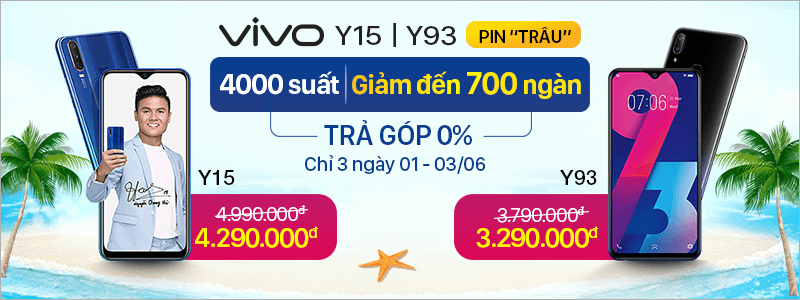 vivo Y15 | Y93 PIN "TRÂU"
4000 suất | Giảm đến 700 ngàn
TRẢ GÓP 0%
Chỉ 3 ngày 01 - 03/06
Y15
4.990.000đ
4.290.000đ
Y93
3.790.000đ
3.290.000đ
07:06